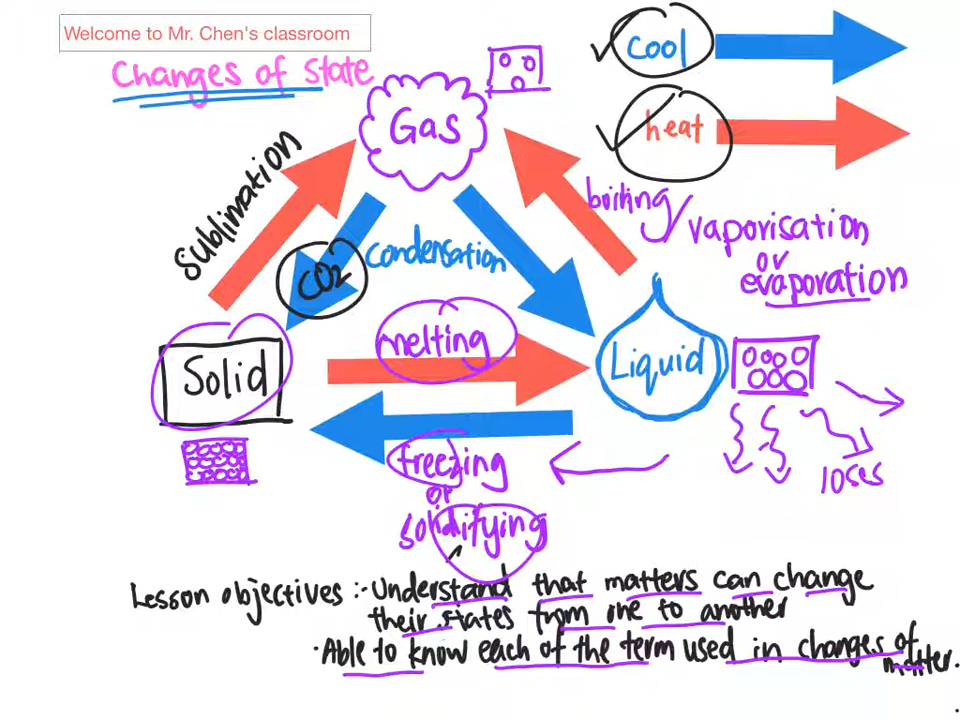 Welcome to Mr. Chen's classroom
Changes of state
cool
heat
Gas
sublimation
boiling/
vaporisation
or
evaporation
condensation
CO2
melting
Solid
Liquid
loses
freezing
or
solidifying
Lesson objectives :· Understand that matters can change
their states from one to another
· Able to know each of the term used in changes of
matter.